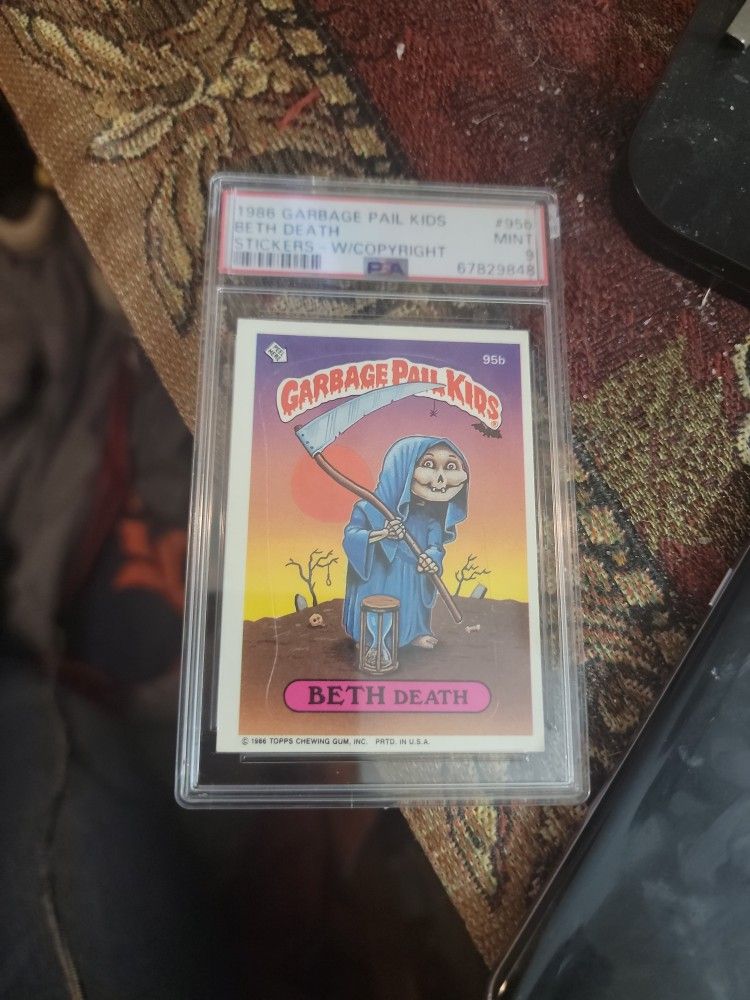 1986 GARBAGE PAIL KIDS #95b
BETH DEATH MINT
STICKERS - W/COPYRIGHT 9
PSA 67829848
95b
GARBAGE PAIL KIDS
BETH DEATH
© 1986 TOPPS CHEWING GUM, INC. PRTD. IN U.S.A.